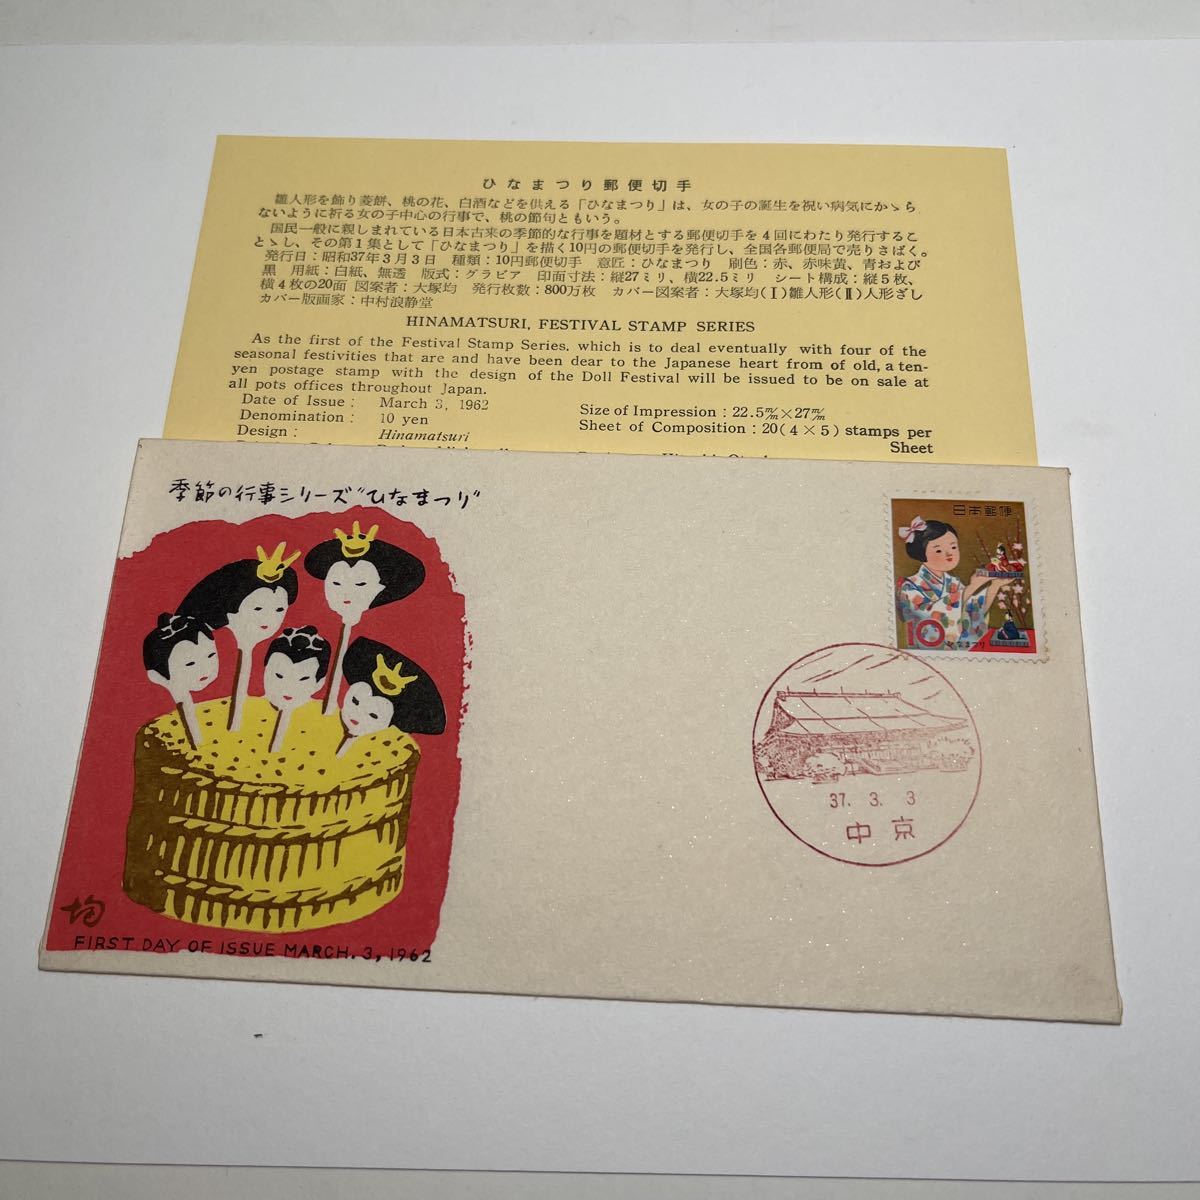 ひなまつり郵便切手
雛人形を飾り菱餅、桃の花、白酒などを供える「ひなまつり」は、女の子の誕生を祝い病気にかゝら
ないように祈る女の子中心の行事で、桃の節句ともいう。
国民一般に親しまれている日本古来の季節的な行事を題材とする郵便切手を4回にわたり発行するこ
とゝし、その第1集として「ひなまつり」を描く10円の郵便切手を発行し、全国各郵便局で売りさばく。
発行日：昭和37年3月3日 種類：10円郵便切手 意匠：ひなまつり 刷色：赤、赤味黄、青および
黒 用紙：白紙、無透 版式：グラビア 印面寸法：縦27ミリ、横22.5ミリ シート構成：縦5枚、
横4枚の20面 図案者：大塚均 発行枚数：800万枚 カバー図案者：大塚均(Ⅰ)雛人形(Ⅱ)人形ざし
カバー版画家：中村浪静堂
HINAMATSURI, FESTIVAL STAMP SERIES
As the first of the Festival Stamp Series. which is to deal eventually with four of the
seasonal festivities that are and have been dear to the Japanese heart from of old, a ten-
yen postage stamp with the design of the Doll Festival will be issued to be on sale at
all pots offices throughout Japan.
Date of Issue : March 3, 1962
Denomination : 10 yen
Design : Hinamatsuri
Size of Impression : 22.5m/m×27m/m
Sheet of Composition : 20(4×5) stamps per
Sheet
季節の行事シリーズ"ひなまつり"
日本郵便
10 ひなまつり
37. 3. 3
中京
均
FIRST DAY OF ISSUE MARCH. 3, 1962